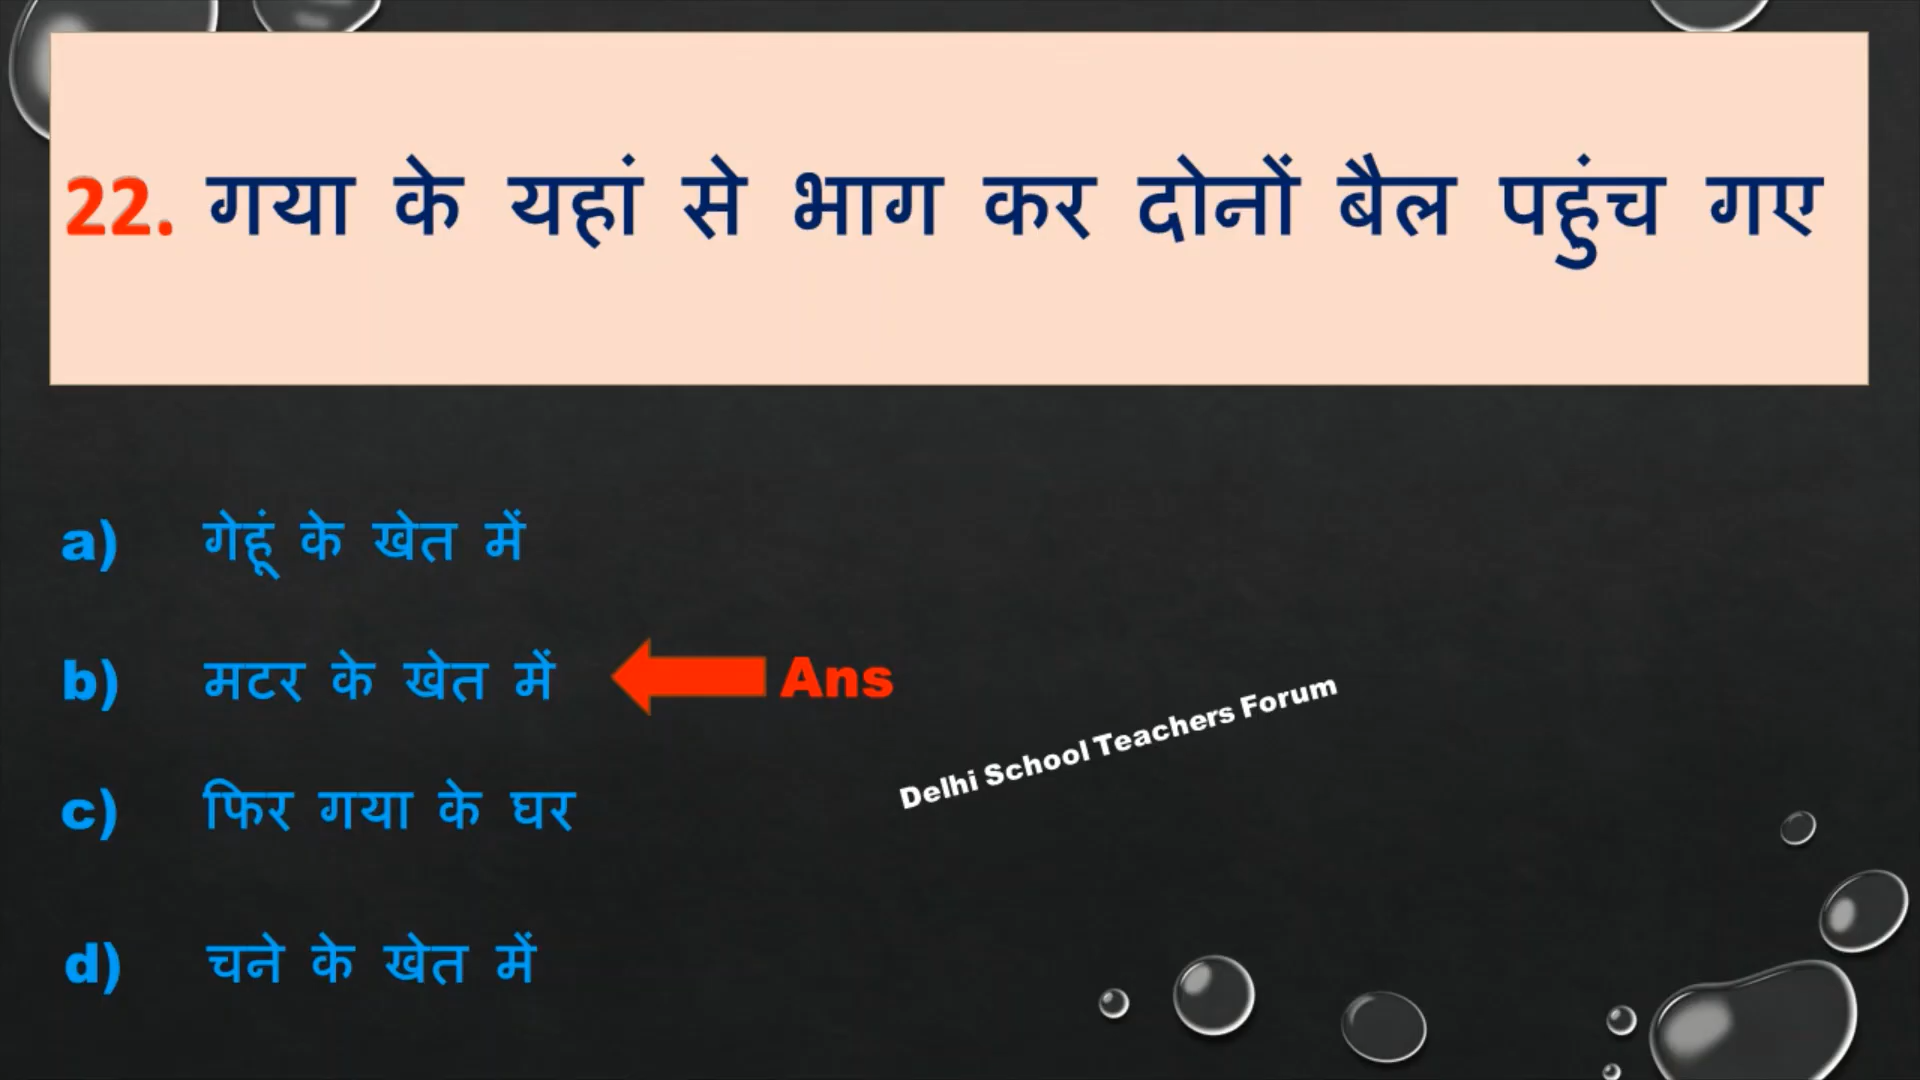 22. गया के यहां से भाग कर दोनों बैल पहुंच गए
a) गेहूं के खेत में
b) मटर के खेत में Ans
Delhi School Teachers Forum
c) फिर गया के घर
d) चने के खेत में